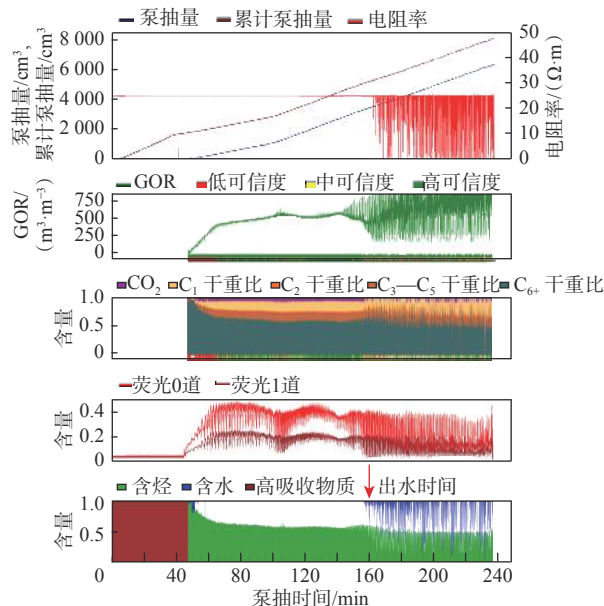 泵抽量 累计泵抽量 电阻率
泵抽量/cm³,
累计泵抽量/cm³
8 000
6 000
4 000
2 000
0
50
40
30
20
10
0
电阻率/(Ω·m)
GOR 低可信度 中可信度 高可信度
GOR/
(m³·m⁻³)
750
500
250
0
CO₂ C₁ 干重比 C₂ 干重比 C₃—C₅ 干重比 C₆₊ 干重比
含量
1.0
0.5
0
荧光0道 荧光1道
含量
0.4
0.2
0
含烃 含水 高吸收物质 出水时间
含量
1.0
0.5
0 40 80 120 160 200 240
泵抽时间/min